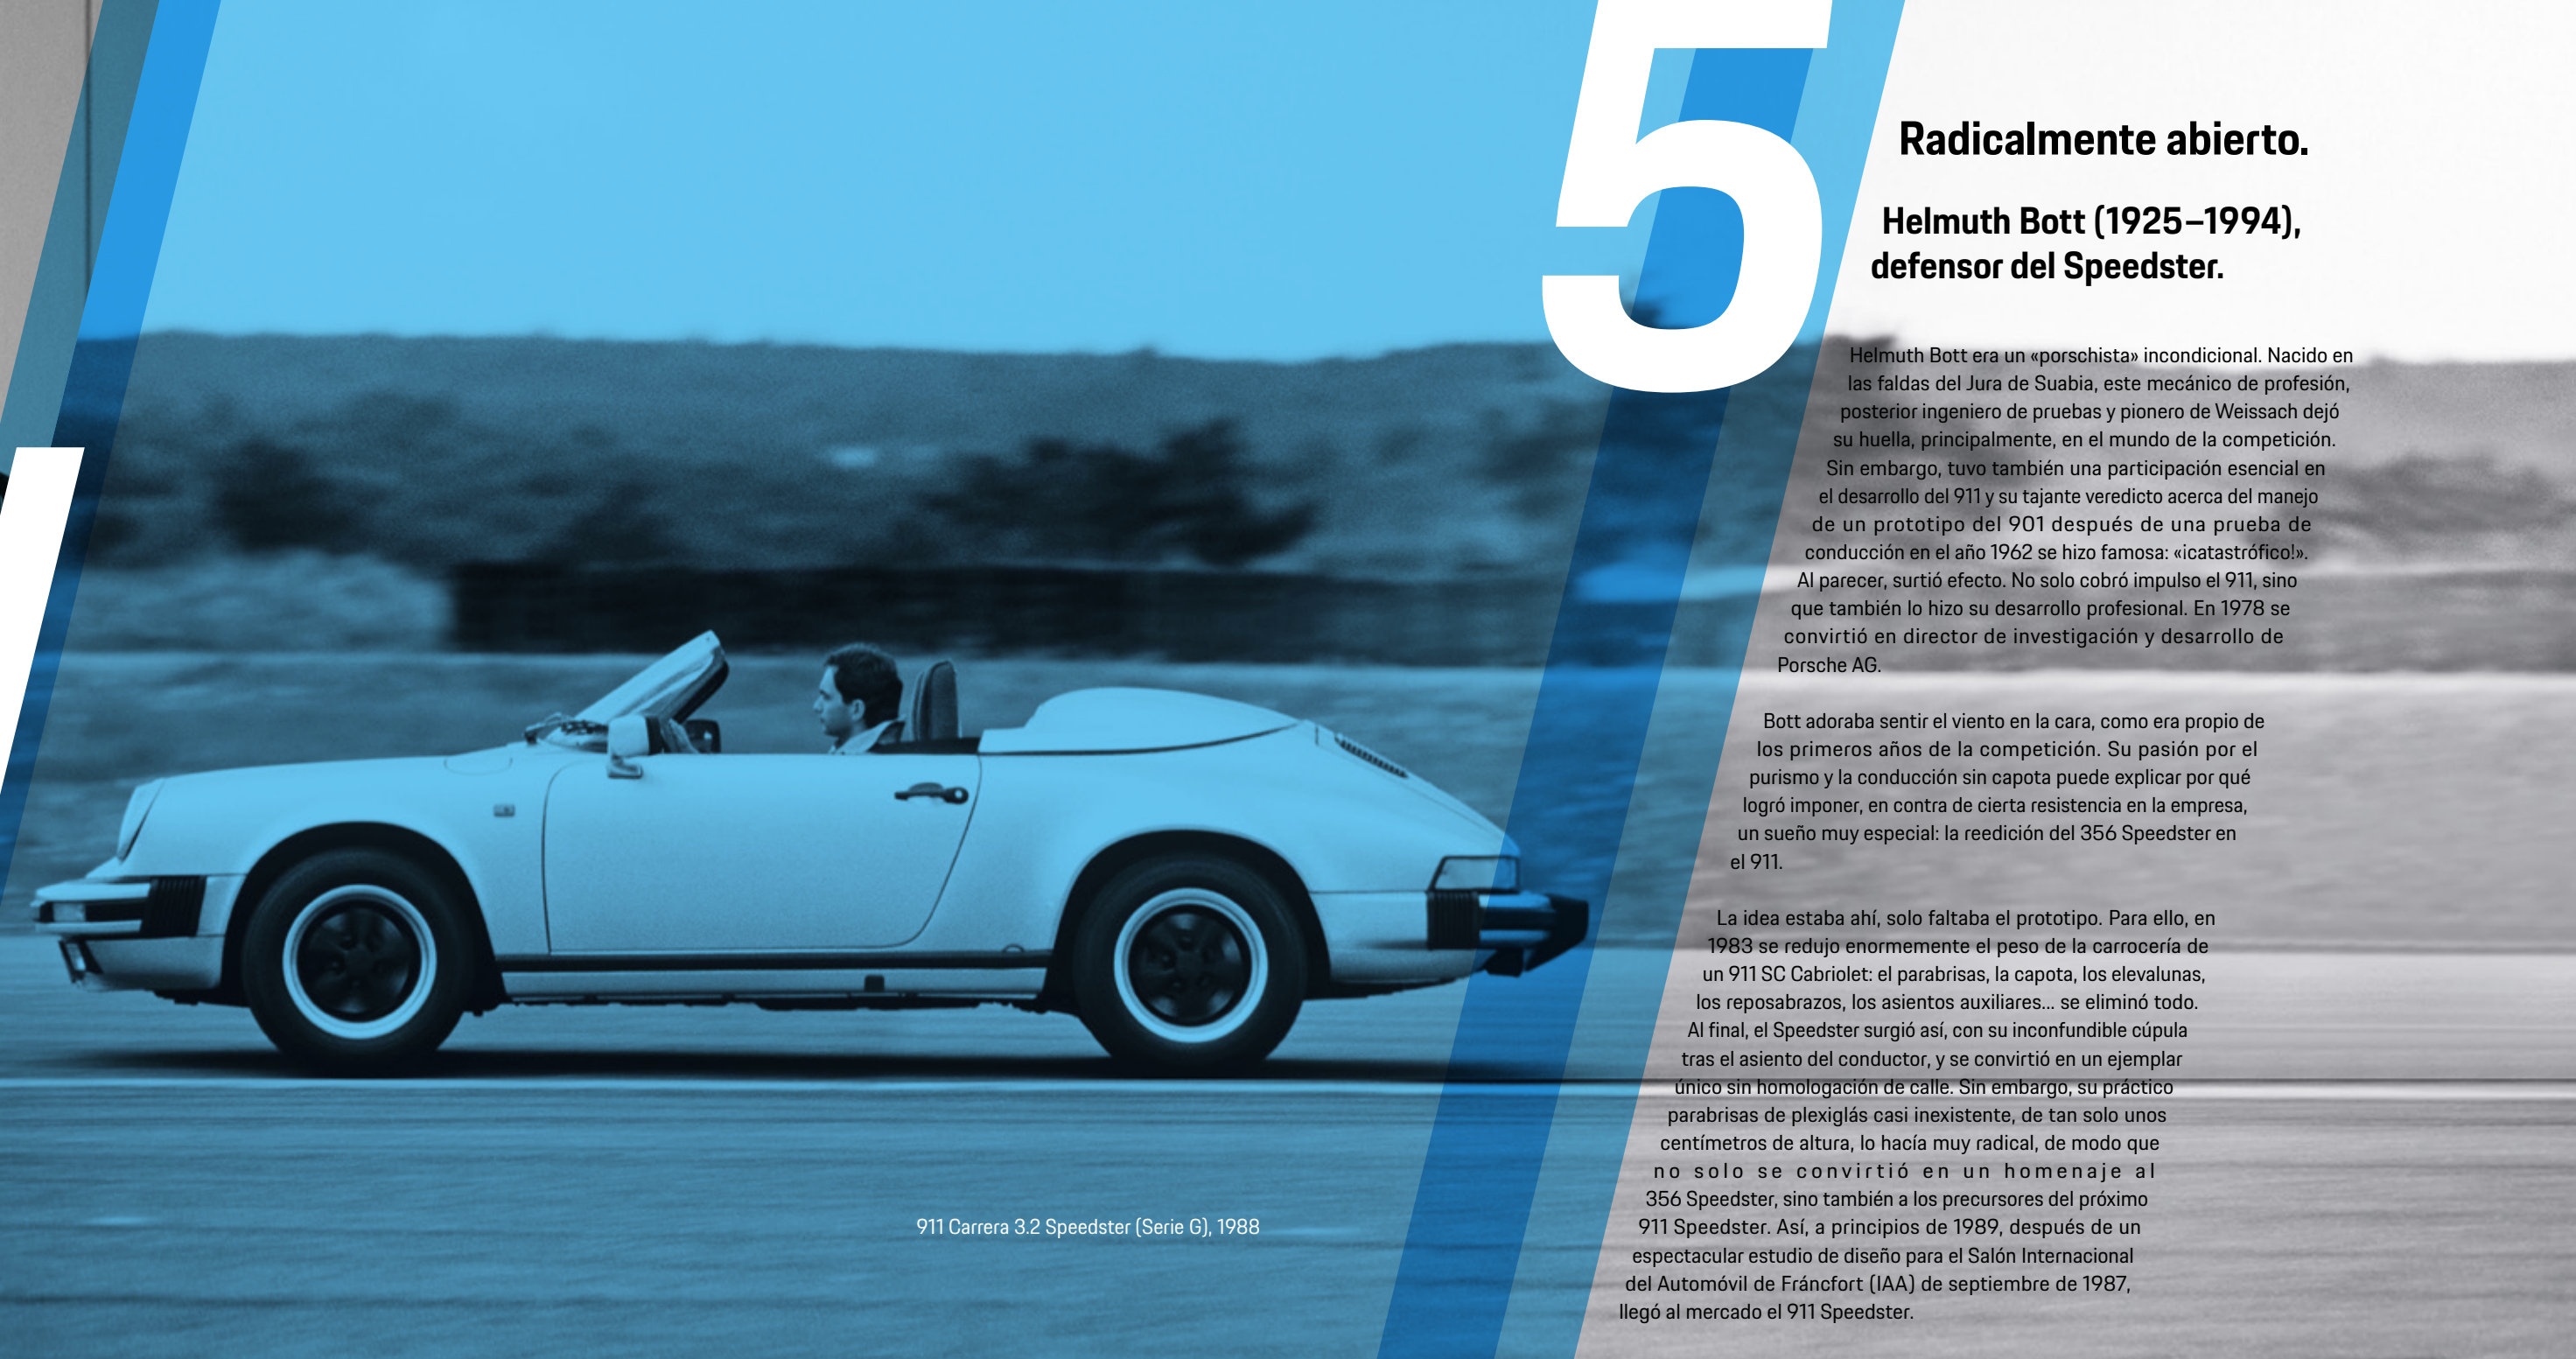 5
Radicalmente abierto.
Helmuth Bott (1925–1994),
defensor del Speedster.
Helmuth Bott era un «porschista» incondicional. Nacido en
las faldas del Jura de Suabia, este mecánico de profesión,
posterior ingeniero de pruebas y pionero de Weissach dejó
su huella, principalmente, en el mundo de la competición.
Sin embargo, tuvo también una participación esencial en
el desarrollo del 911 y su tajante veredicto acerca del manejo
de un prototipo del 901 después de una prueba de
conducción en el año 1962 se hizo famosa: «¡catastrófico!».
Al parecer, surtió efecto. No solo cobró impulso el 911, sino
que también lo hizo su desarrollo profesional. En 1978 se
convirtió en director de investigación y desarrollo de
Porsche AG.
Bott adoraba sentir el viento en la cara, como era propio de
los primeros años de la competición. Su pasión por el
purismo y la conducción sin capota puede explicar por qué
logró imponer, en contra de cierta resistencia en la empresa,
un sueño muy especial: la reedición del 356 Speedster en
el 911.
La idea estaba ahí, solo faltaba el prototipo. Para ello, en
1983 se redujo enormemente el peso de la carrocería de
un 911 SC Cabriolet: el parabrisas, la capota, los elevalunas,
los reposabrazos, los asientos auxiliares... se eliminó todo.
Al final, el Speedster surgió así, con su inconfundible cúpula
tras el asiento del conductor, y se convirtió en un ejemplar
único sin homologación de calle. Sin embargo, su práctico
parabrisas de plexiglás casi inexistente, de tan solo unos
centímetros de altura, lo hacía muy radical, de modo que
no solo se convirtió en un homenaje al
356 Speedster, sino también a los precursores del próximo
911 Speedster. Así, a principios de 1989, después de un
espectacular estudio de diseño para el Salón Internacional
del Automóvil de Fráncfort (IAA) de septiembre de 1987,
llegó al mercado el 911 Speedster.
911 Carrera 3.2 Speedster (Serie G), 1988